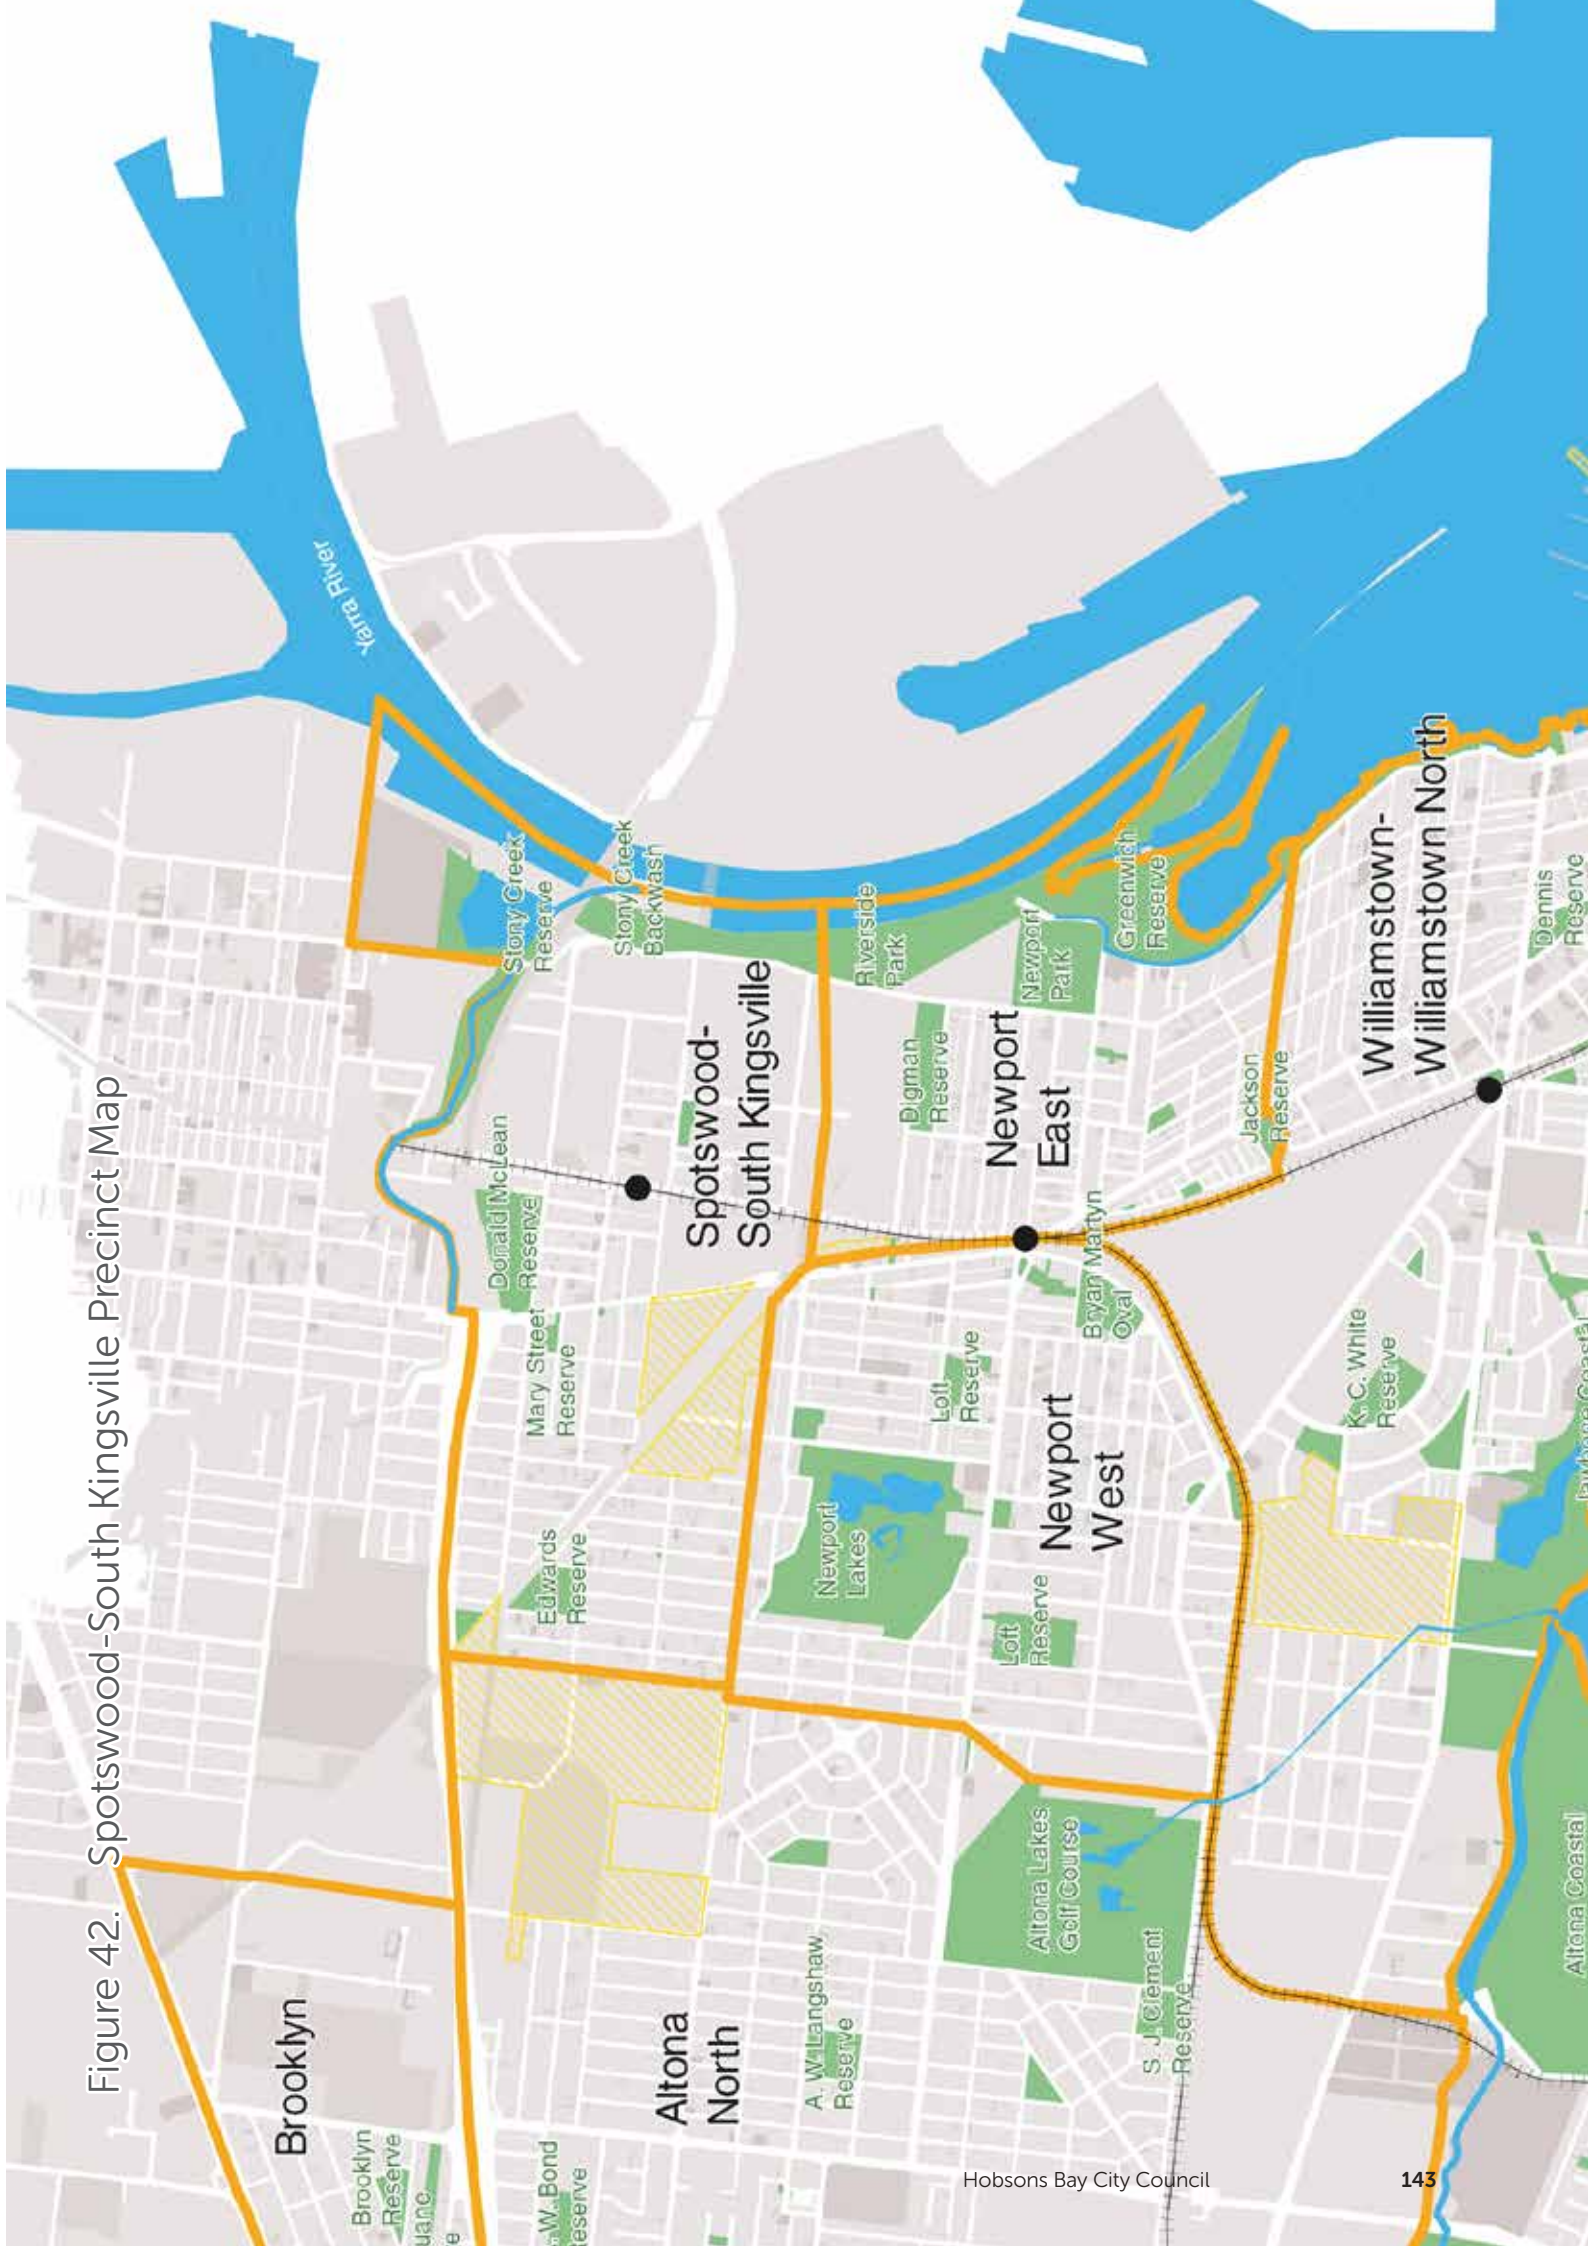 Figure 42. Spotswood-South Kingsville Precinct Map
Brooklyn
Brooklyn
Reserve
W. Bond
Altona
North
A. W. Langshaw
Reserve
S. J. Clement
Reserve
Altona Lakes
Golf Course
Altona Coastal
Edwards
Reserve
Mary Street
Reserve
Donald McLean
Reserve
Spotswood-
South Kingsville
Stony Creek
Reserve
Stony Creek
Backwash
Yarra River
Newport
Lakes
Loft
Reserve
Loft
Reserve
Newport
West
Bryan Martyn
Oval
K. C. White
Reserve
Riverside
Park
Digman
Reserve
Newport
East
Newport
Park
Greenwich
Reserve
Jackson
Reserve
Williamstown-
Williamstown North
Dennis
Reserve
Hobsons Bay City Council
143